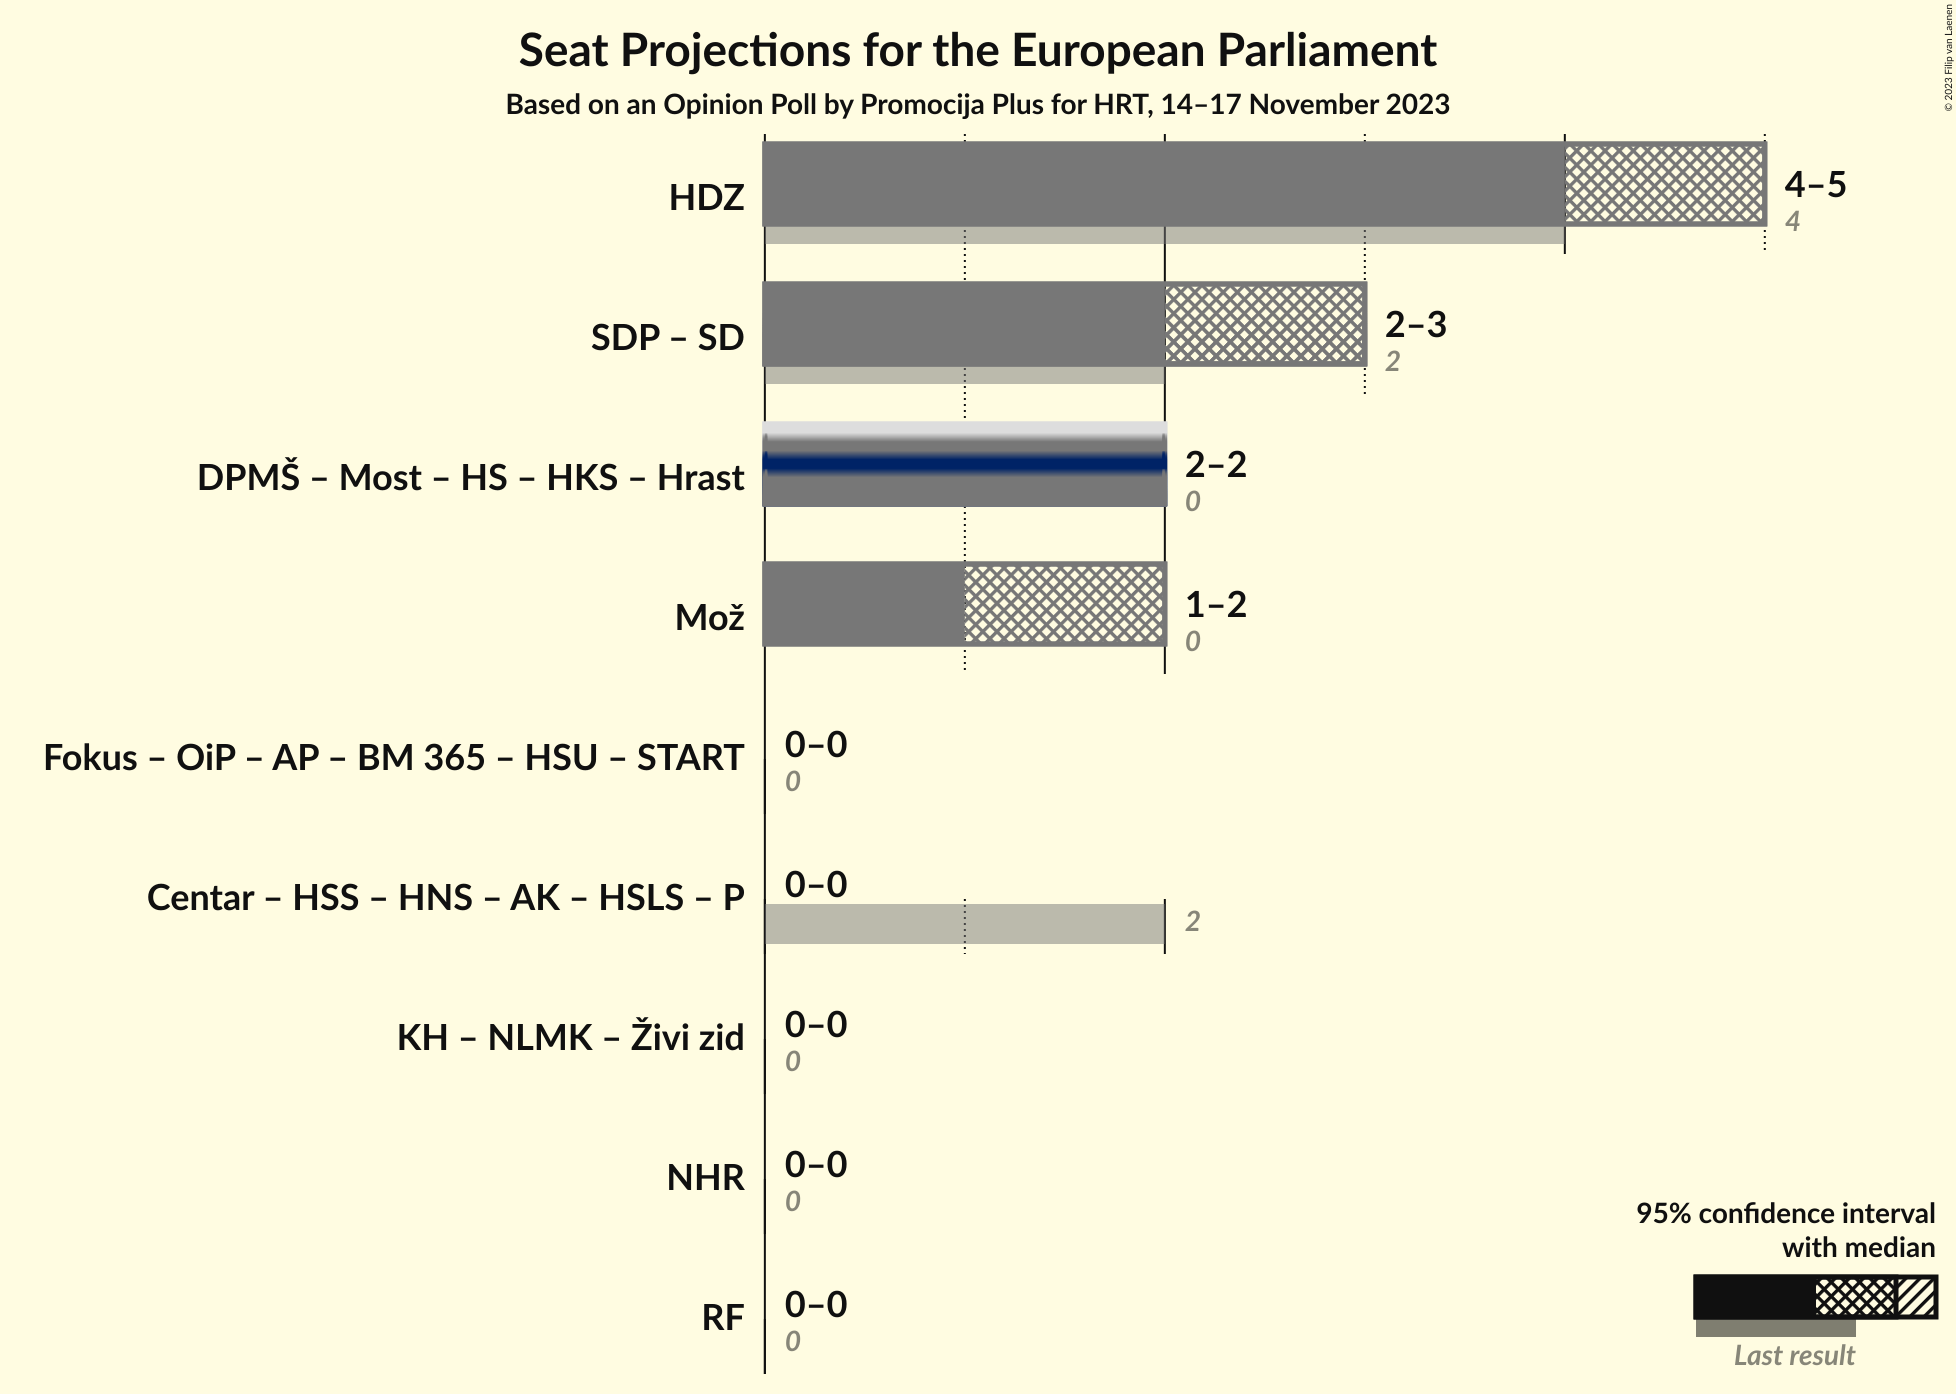 Seat Projections for the European Parliament
Based on an Opinion Poll by Promocija Plus for HRT, 14–17 November 2023
© 2023 Filip van Laenen
HDZ
4–5
4
SDP – SD
2–3
2
DPMŠ – Most – HS – HKS – Hrast
2–2
0
Mož
1–2
0
Fokus – OiP – AP – BM 365 – HSU – START
0–0
0
Centar – HSS – HNS – AK – HSLS – P
0–0
2
KH – NLMK – Živi zid
0–0
0
NHR
0–0
0
RF
0–0
0
95% confidence interval
with median
Last result